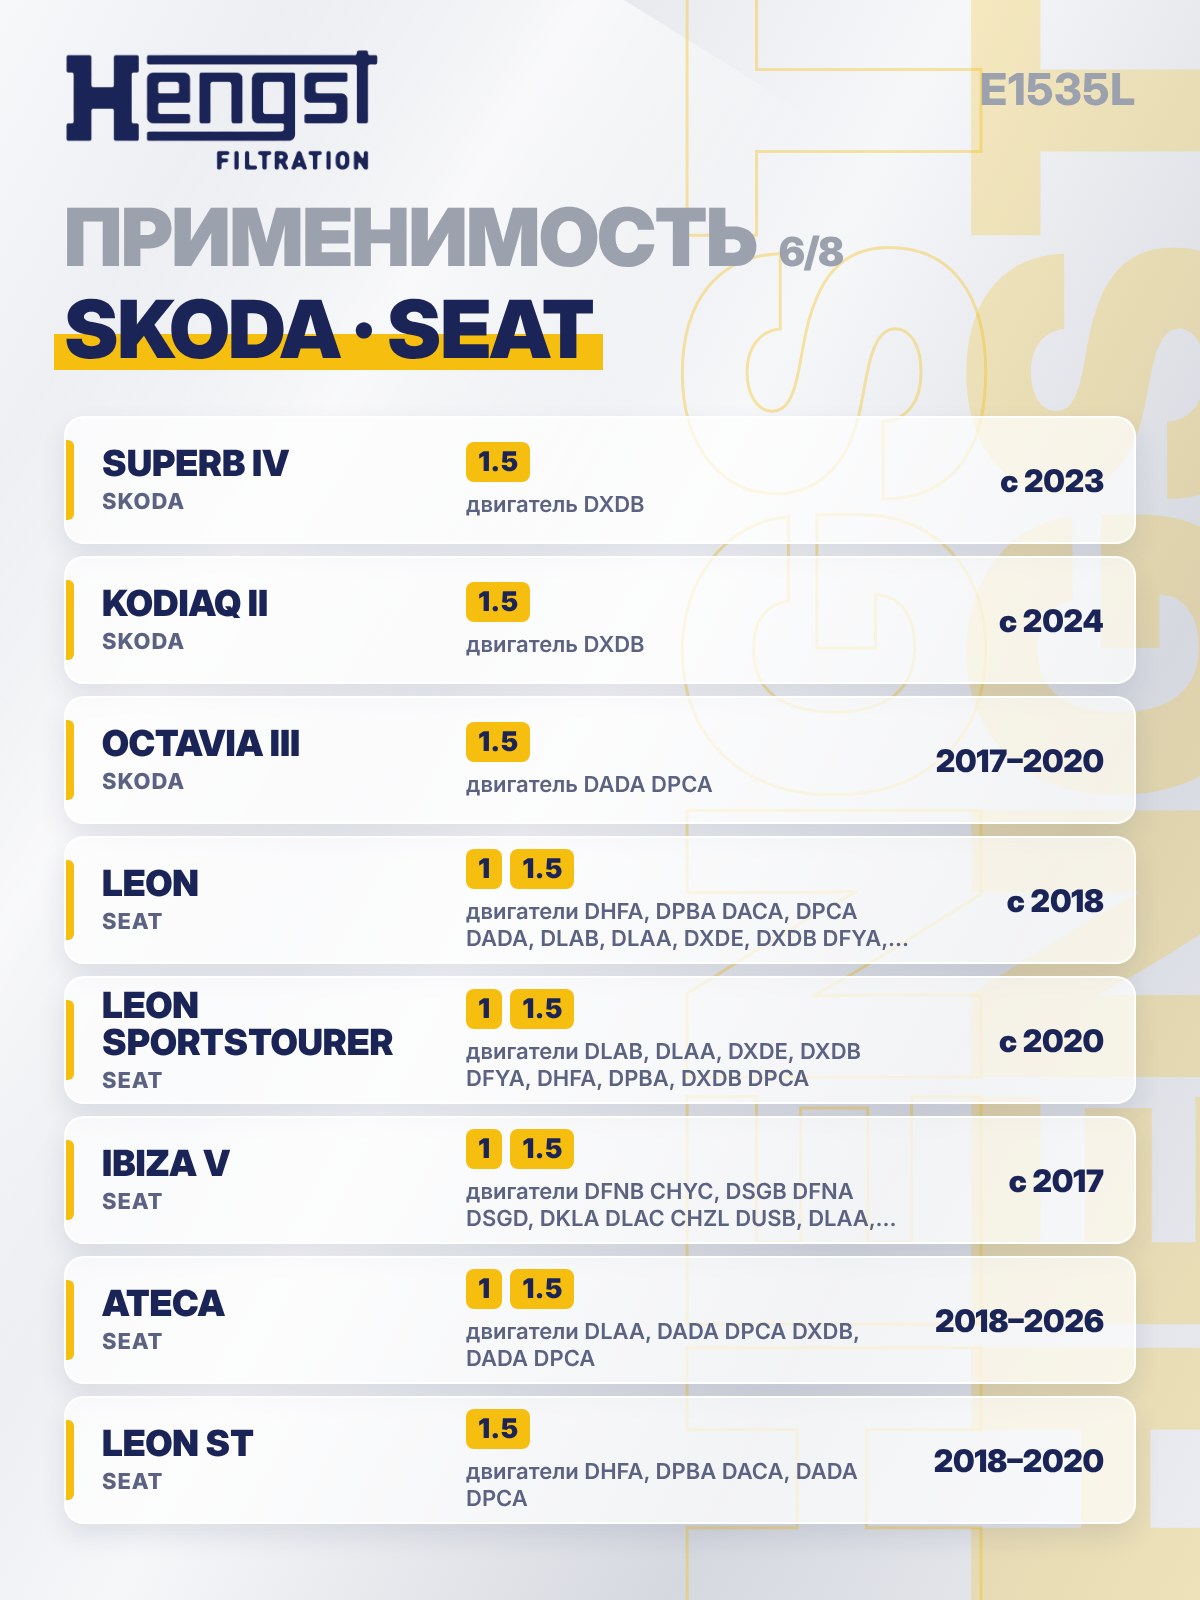 Hengst
FILTRATION
E1535L
ПРИМЕНИМОСТЬ 6/8
SKODA · SEAT
SUPERB IV
SKODA
1.5
двигатель DXDB
с 2023
KODIAQ II
SKODA
1.5
двигатель DXDB
с 2024
OCTAVIA III
SKODA
1.5
двигатель DADA DPCA
2017–2020
LEON
SEAT
1 1.5
двигатели DHFA, DPBA DACA, DPCA
DADA, DLAB, DLAA, DXDE, DXDB DFYA,...
с 2018
LEON
SPORTSTOURER
SEAT
1 1.5
двигатели DLAB, DLAA, DXDE, DXDB
DFYA, DHFA, DPBA, DXDB DPCA
с 2020
IBIZA V
SEAT
1 1.5
двигатели DFNB CHYC, DSGB DFNA
DSGD, DKLA DLAC CHZL DUSB, DLAA,...
с 2017
ATECA
SEAT
1 1.5
двигатели DLAA, DADA DPCA DXDB,
DADA DPCA
2018–2026
LEON ST
SEAT
1.5
двигатели DHFA, DPBA DACA, DADA
DPCA
2018–2020
HENGST
HENGST